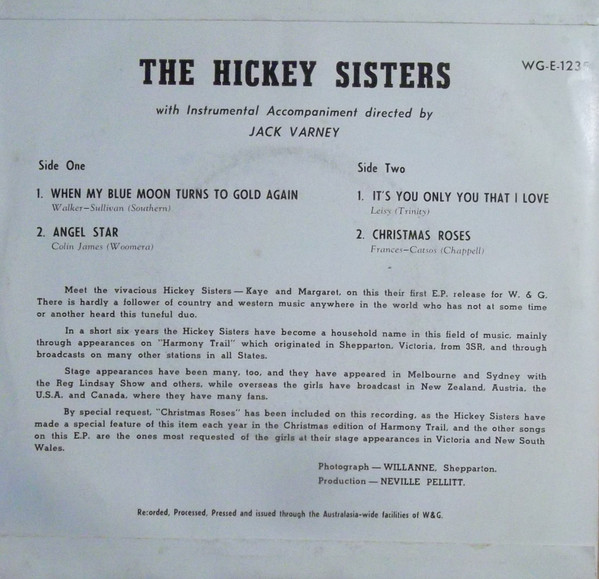 THE HICKEY SISTERS
WG-E-123
with Instrumental Accompaniment directed by
JACK VARNEY
Side One
1. WHEN MY BLUE MOON TURNS TO GOLD AGAIN
Walker—Sullivan (Southern)
2. ANGEL STAR
Colin James (Woomera)
Side Two
1. IT'S YOU ONLY YOU THAT I LOVE
Leisy (Trinity)
2. CHRISTMAS ROSES
Frances—Catsos (Chappell)
Meet the vivacious Hickey Sisters — Kaye and Margaret, on this their first E.P. release for W. & G.
There is hardly a follower of country and western music anywhere in the world who has not at some time
or another heard this tuneful duo.
In a short six years the Hickey Sisters have become a household name in this field of music, mainly
through appearances on "Harmony Trail" which originated in Shepparton, Victoria, from 3SR, and through
broadcasts on many other stations in all States.
Stage appearances have been many, too, and they have appeared in Melbourne and Sydney with
the Reg Lindsay Show and others, while overseas the girls have broadcast in New Zealand, Austria, the
U.S.A. and Canada, where they have many fans.
By special request, "Christmas Roses" has been included on this recording, as the Hickey Sisters have
made a special feature of this item each year in the Christmas edition of Harmony Trail, and the other songs
on this E.P. are the ones most requested of the girls at their stage appearances in Victoria and New South
Wales.
Photograph — WILLANNE, Shepparton.
Production — NEVILLE PELLITT.
Recorded, Processed, Pressed and issued through the Australasia-wide facilities of W&G.